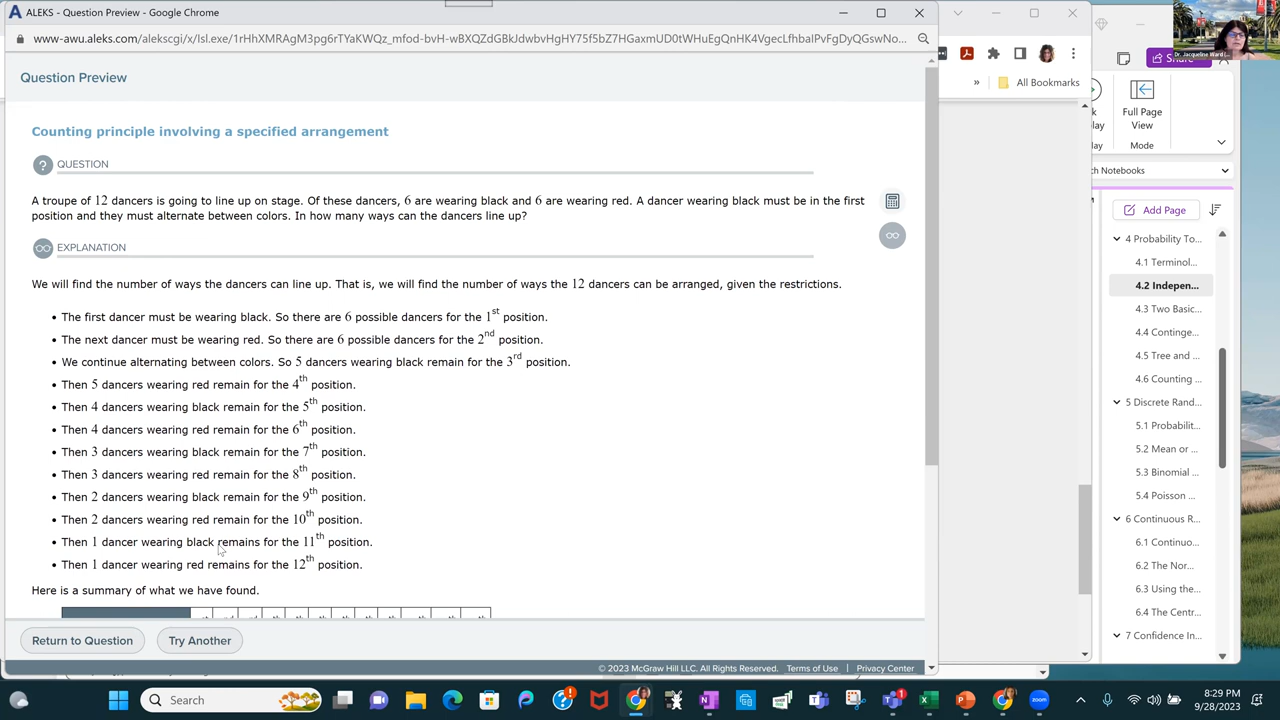 ALEKS - Question Preview - Google Chrome
www-awu.aleks.com/alekscgi/x/Isl.exe/
Question Preview
Counting principle involving a specified arrangement
? QUESTION
A troupe of 12 dancers is going to line up on stage. Of these dancers, 6 are wearing black and 6 are wearing red. A dancer wearing black must be in the first
position and they must alternate between colors. In how many ways can the dancers line up?
EXPLANATION
We will find the number of ways the dancers can line up. That is, we will find the number of ways the 12 dancers can be arranged, given the restrictions.
• The first dancer must be wearing black. So there are 6 possible dancers for the 1st position.
• The next dancer must be wearing red. So there are 6 possible dancers for the 2nd position.
• We continue alternating between colors. So 5 dancers wearing black remain for the 3rd position.
• Then 5 dancers wearing red remain for the 4th position.
• Then 4 dancers wearing black remain for the 5th position.
• Then 4 dancers wearing red remain for the 6th position.
• Then 3 dancers wearing black remain for the 7th position.
• Then 3 dancers wearing red remain for the 8th position.
• Then 2 dancers wearing black remain for the 9th position.
• Then 2 dancers wearing red remain for the 10th position.
• Then 1 dancer wearing black remains for the 11th position.
• Then 1 dancer wearing red remains for the 12th position.
Here is a summary of what we have found.
Return to Question
Try Another
© 2023 McGraw Hill LLC. All Rights Reserved. Terms of Use | Privacy Center
» All Bookmarks
Dr. Jacqueline Ward
Share
Full Page
View
Mode
ch Notebooks
Add Page
4 Probability To...
4.1 Terminol...
4.2 Indepen...
4.3 Two Basic...
4.4 Continge...
4.5 Tree and ...
4.6 Counting ...
5 Discrete Rand...
5.1 Probabilit...
5.2 Mean or ...
5.3 Binomial ...
5.4 Poisson ...
6 Continuous R...
6.1 Continuo...
6.2 The Nor...
6.3 Using the...
6.4 The Centr...
7 Confidence In...
Search
8:29 PM
9/28/2023